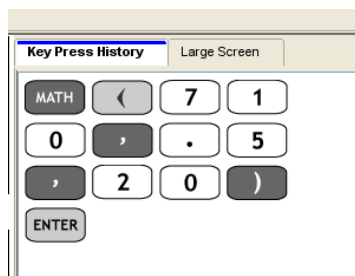 Key Press History Large Screen
MATH ◀ 7 1
0 , . 5
, 2 0 )
ENTER